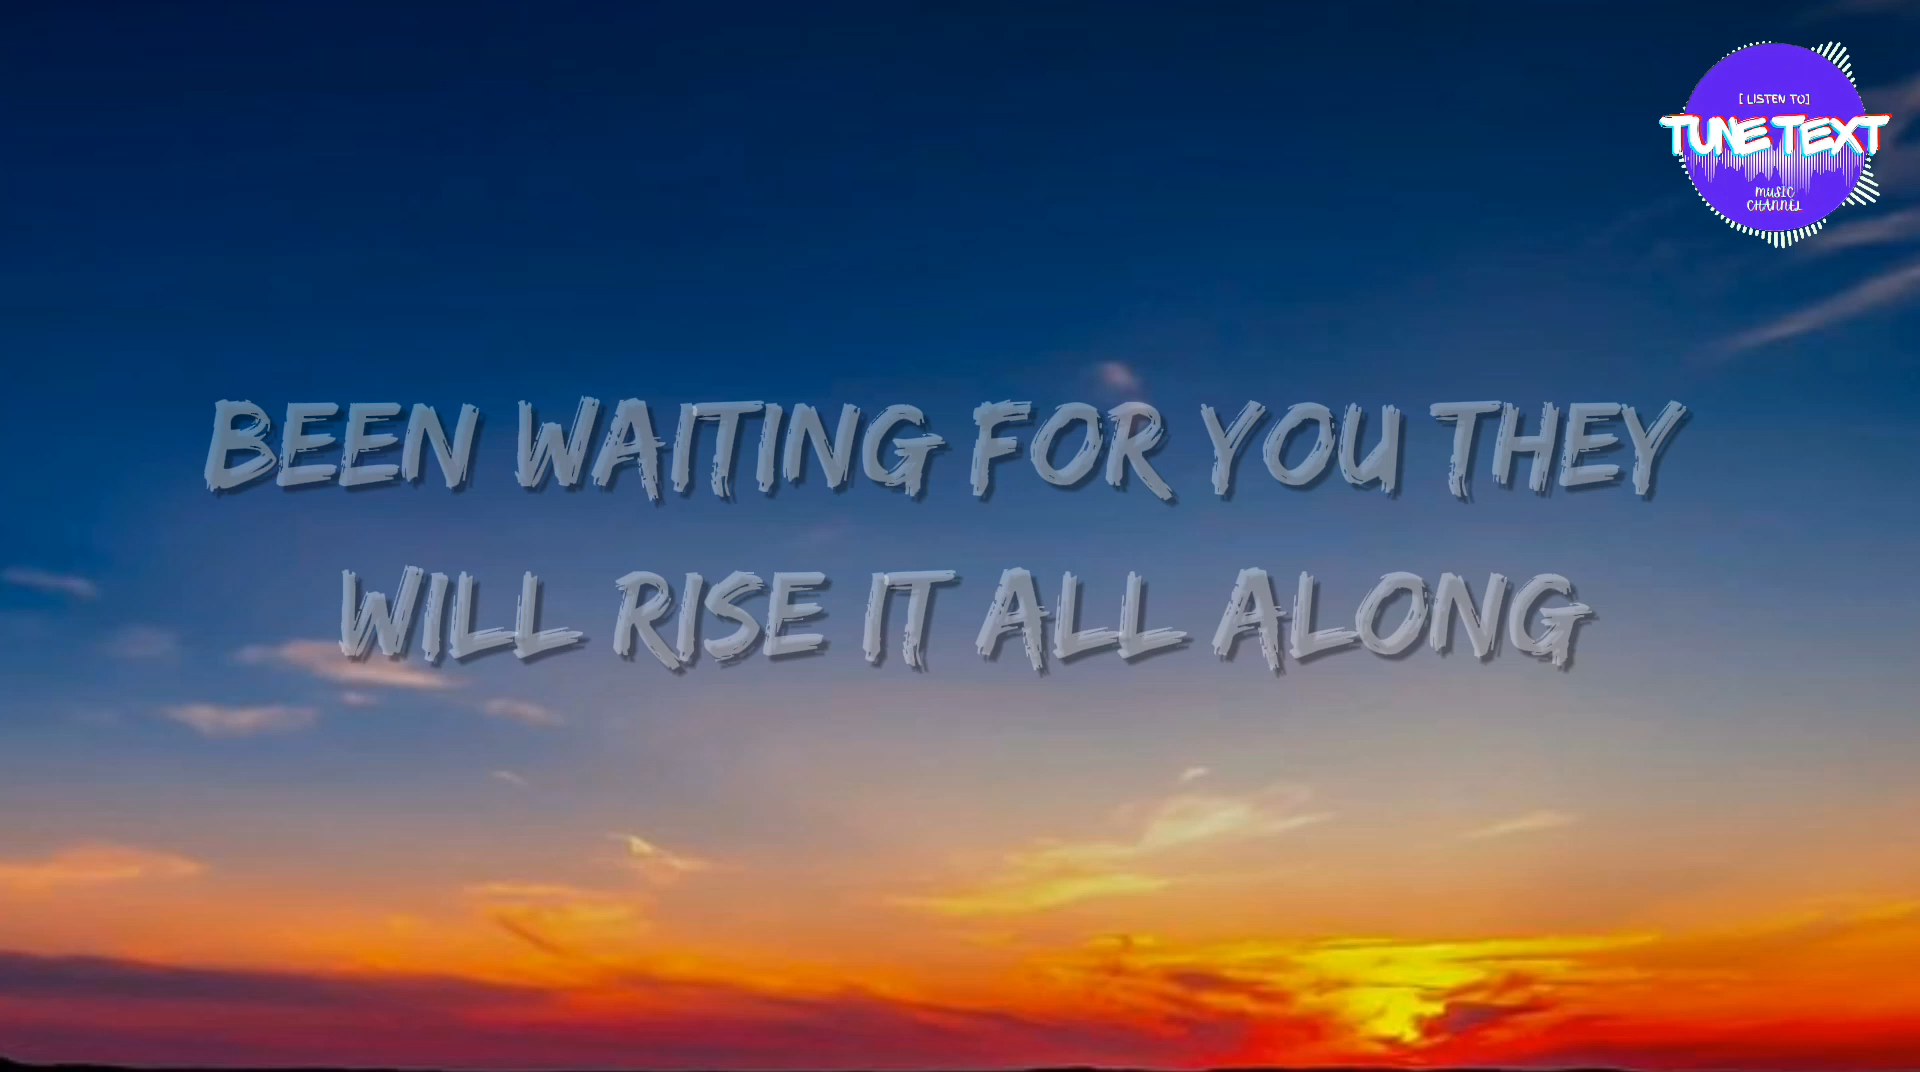 [ LISTEN TO]
TUNE TEXT
MUSIC
CHANNEL
BEEN WAITING FOR YOU THEY
WILL RISE IT ALL ALONG